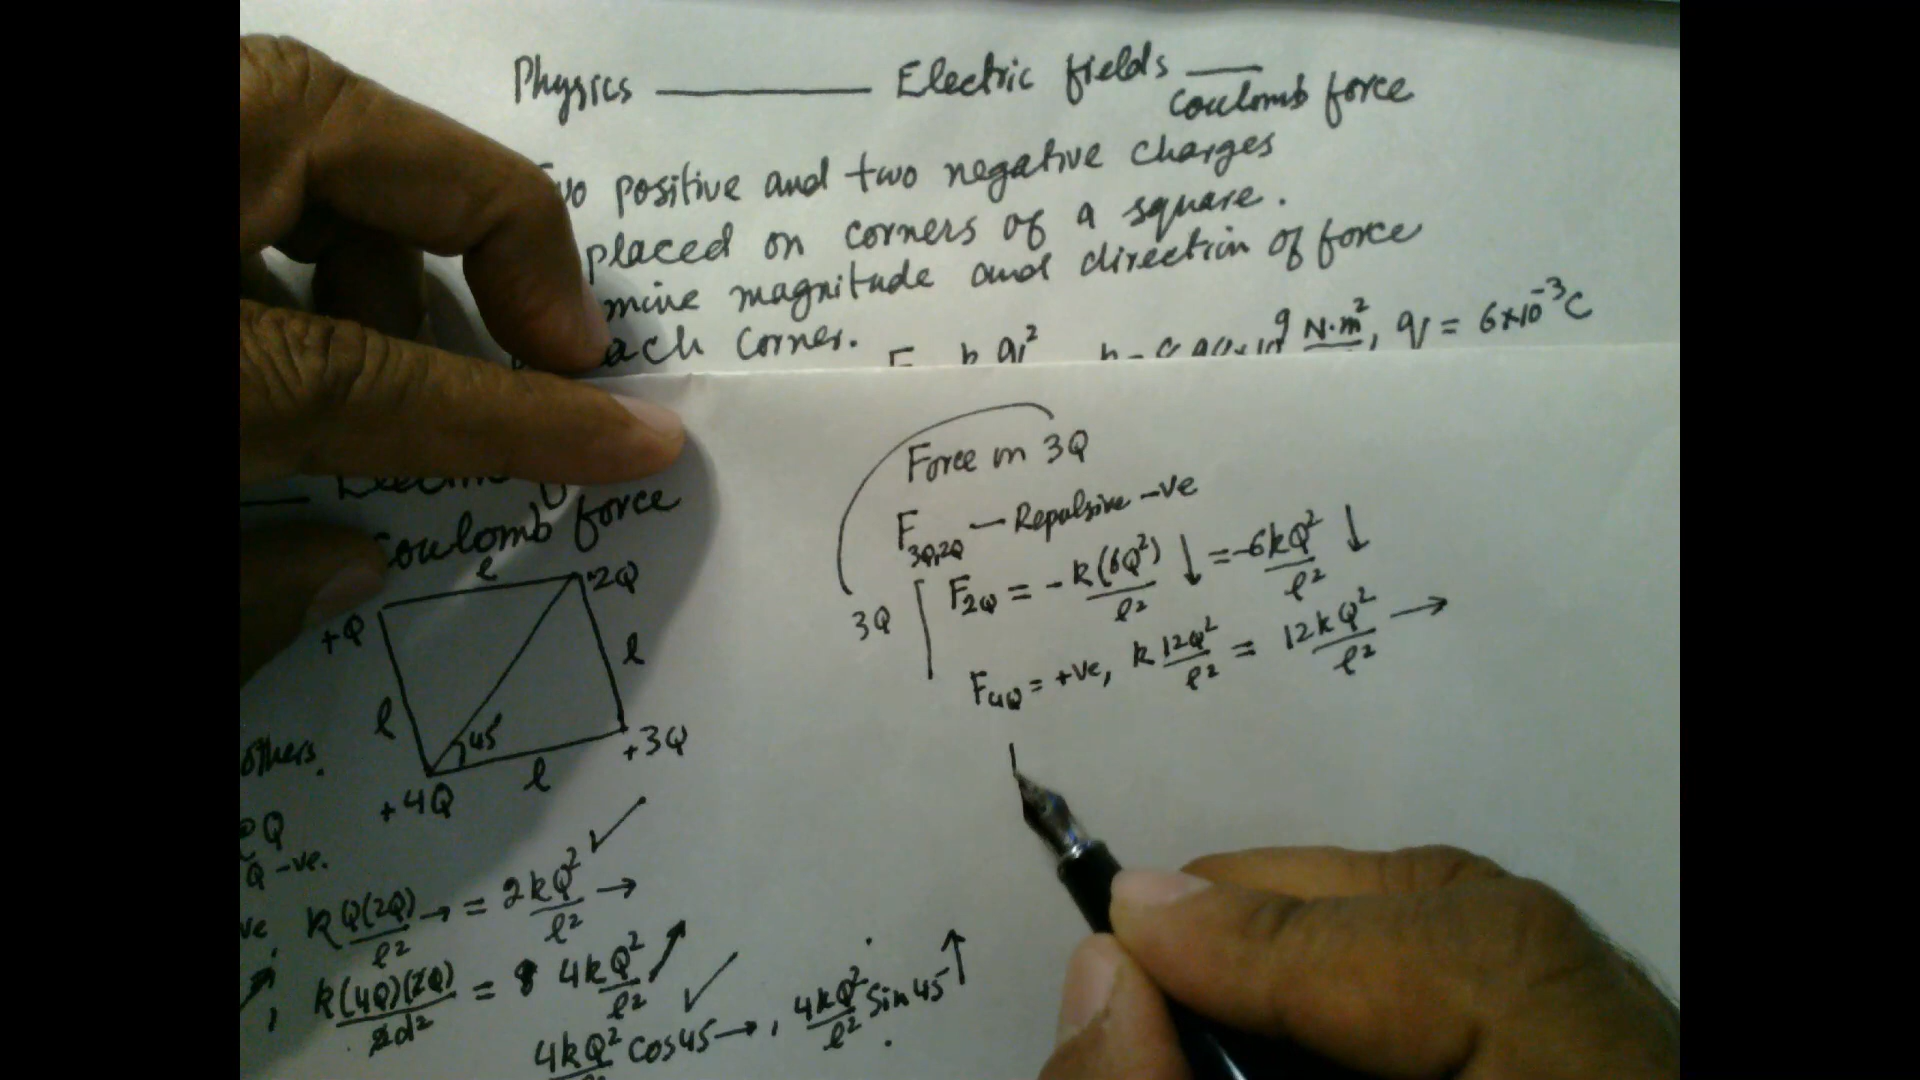 Physics — Electric fields —
Coulomb force
positive and two negative charges
placed on corners of a square.
mine magnitude and direction of force
ach corner.
N·m², q = 6×10⁻³C
Force on 3Q
F3Q,2Q — Repulsive -ve
3Q
F2Q = -k(6Q²)/l² ↓ = -6kQ²/l² ↓
F4Q = +ve, k 12Q²/l² = 12kQ²/l² →
Coulomb force
l
2Q
+Q
l
l
45
+3Q
l
+4Q
others.
Q
Q -ve.
ve, kQ(2Q)/l² → = 2kQ²/l² →
, k(4Q)(2Q)/2d² = 4kQ²/l²
4kQ² cos45 → , 4kQ²/l² Sin45 ↑